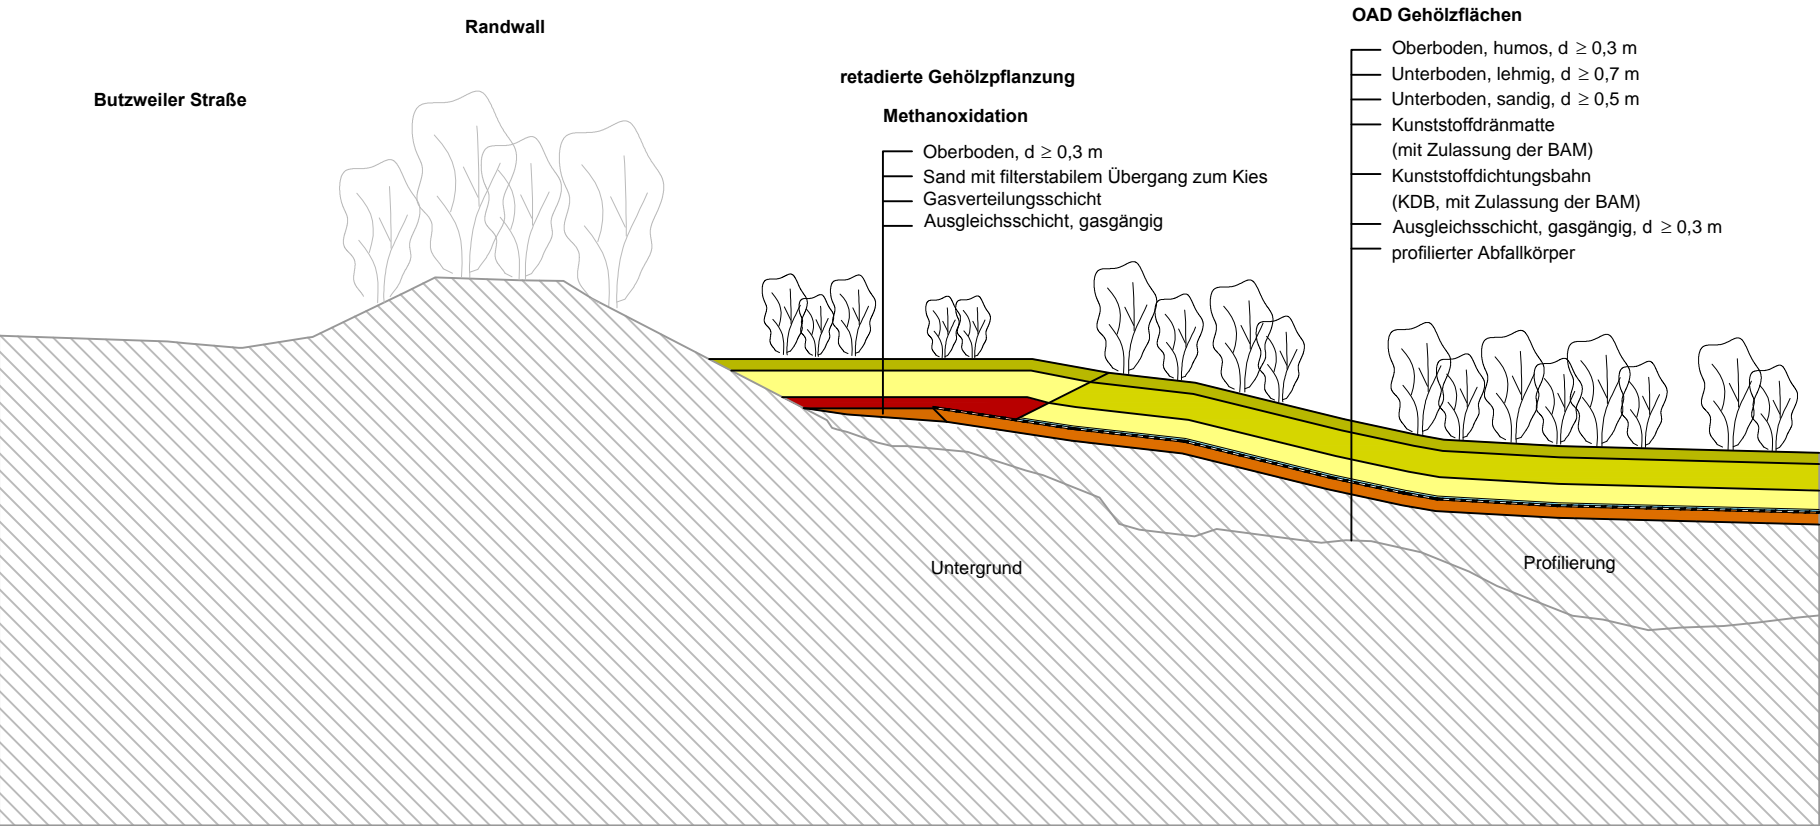 Butzweiler Straße
Randwall
retadierte Gehölzpflanzung
Methanoxidation
Oberboden, d ≥ 0,3 m
Sand mit filterstabilem Übergang zum Kies
Gasverteilungsschicht
Ausgleichsschicht, gasgängig
OAD Gehölzflächen
Oberboden, humos, d ≥ 0,3 m
Unterboden, lehmig, d ≥ 0,7 m
Unterboden, sandig, d ≥ 0,5 m
Kunststoffdränmatte
(mit Zulassung der BAM)
Kunststoffdichtungsbahn
(KDB, mit Zulassung der BAM)
Ausgleichsschicht, gasgängig, d ≥ 0,3 m
profilierter Abfallkörper
Untergrund
Profilierung